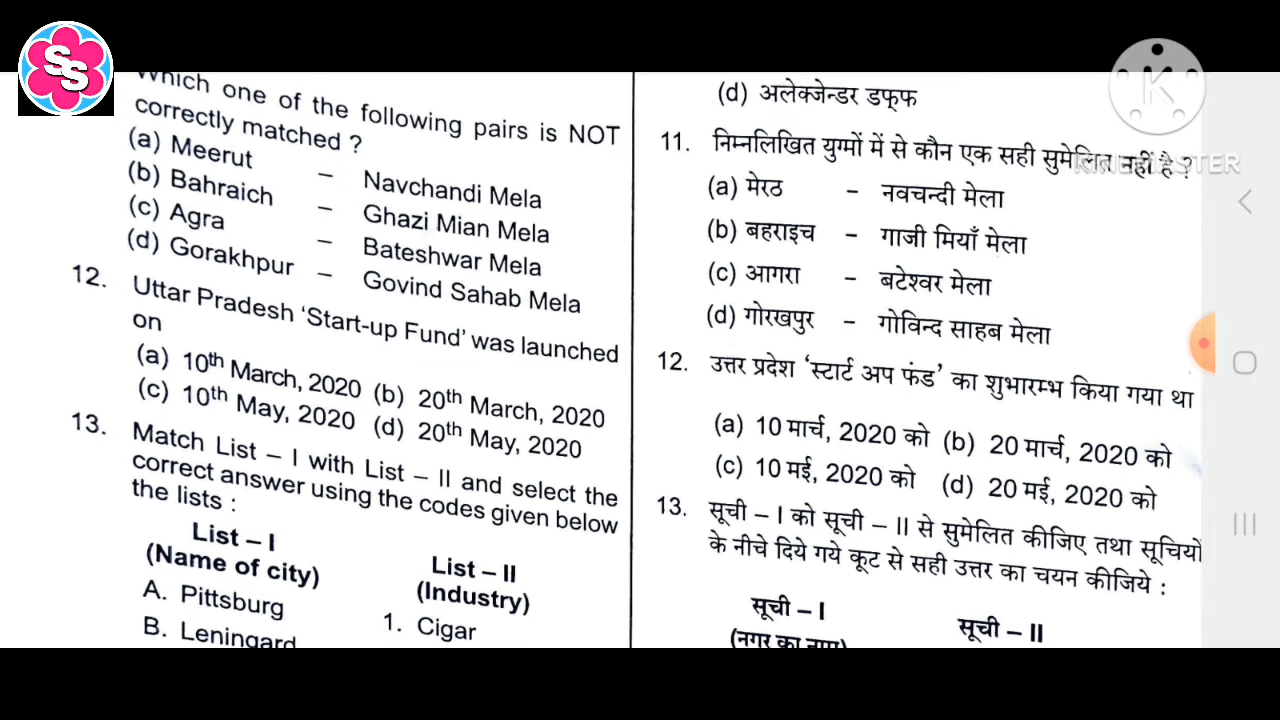 SS
Which one of the following pairs is NOT
correctly matched ?
(a) Meerut – Navchandi Mela
(b) Bahraich – Ghazi Mian Mela
(c) Agra – Bateshwar Mela
(d) Gorakhpur – Govind Sahab Mela
12. Uttar Pradesh ‘Start-up Fund’ was launched
on
(a) 10th March, 2020 (b) 20th March, 2020
(c) 10th May, 2020 (d) 20th May, 2020
13. Match List – I with List – II and select the
correct answer using the codes given below
the lists :
List – I
(Name of city)
List – II
(Industry)
A. Pittsburg
1. Cigar
B. Leningard
(d) अलेक्जेन्डर डफ्फ
11. निम्नलिखित युग्मों में से कौन एक सही सुमेलित नहीं है ?
(a) मेरठ – नवचन्दी मेला
(b) बहराइच – गाजी मियाँ मेला
(c) आगरा – बटेश्वर मेला
(d) गोरखपुर – गोविन्द साहब मेला
12. उत्तर प्रदेश ‘स्टार्ट अप फंड’ का शुभारम्भ किया गया था
(a) 10 मार्च, 2020 को (b) 20 मार्च, 2020 को
(c) 10 मई, 2020 को (d) 20 मई, 2020 को
13. सूची – I को सूची – II से सुमेलित कीजिए तथा सूचियों
के नीचे दिये गये कूट से सही उत्तर का चयन कीजिये :
सूची – I
सूची – II
(नगर का नाम)
K
KINEMASTER